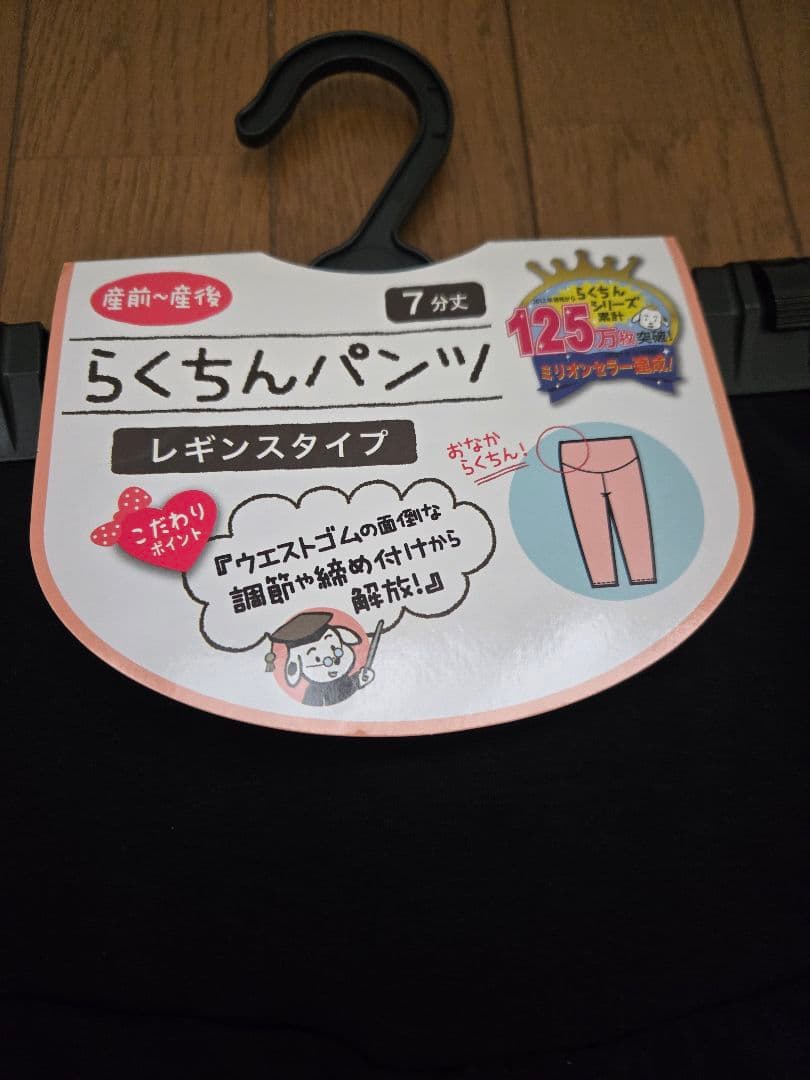 産前～産後
7分丈
らくちんパンツ
レギンスタイプ
らくちん
シリーズ
累計
125万枚突破!
ミリオンセラー達成!
おなか
らくちん!
こだわり
ポイント
『ウエストゴムの面倒な
調節や締め付けから
解放!』